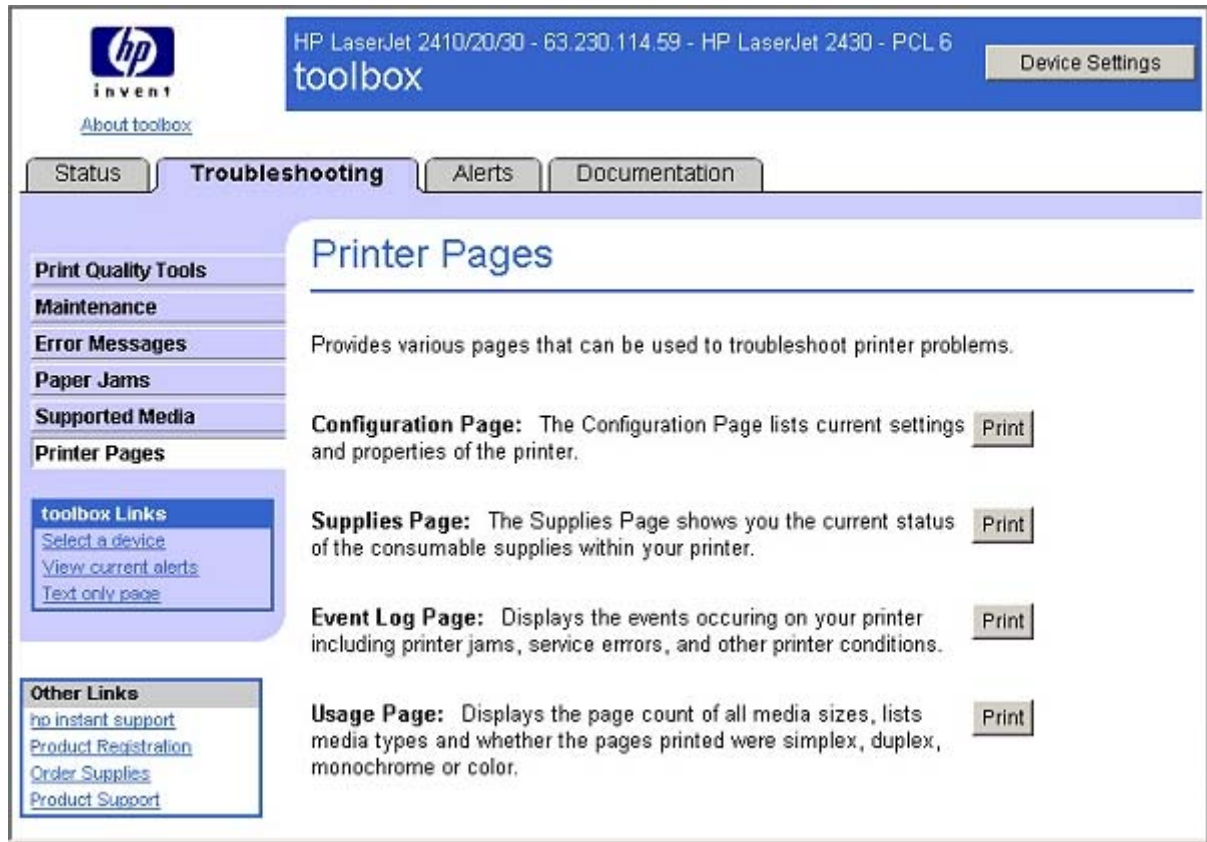 hp
invent
About toolbox
HP LaserJet 2410/20/30 - 63.230.114.59 - HP LaserJet 2430 - PCL 6
toolbox
Device Settings
Status
Troubleshooting
Alerts
Documentation
Print Quality Tools
Maintenance
Error Messages
Paper Jams
Supported Media
Printer Pages
toolbox Links
Select a device
View current alerts
Text only page
Other Links
hp instant support
Product Registration
Order Supplies
Product Support
Printer Pages
Provides various pages that can be used to troubleshoot printer problems.
Configuration Page: The Configuration Page lists current settings
and properties of the printer.
Print
Supplies Page: The Supplies Page shows you the current status
of the consumable supplies within your printer.
Print
Event Log Page: Displays the events occuring on your printer
including printer jams, service errrors, and other printer conditions.
Print
Usage Page: Displays the page count of all media sizes, lists
media types and whether the pages printed were simplex, duplex,
monochrome or color.
Print